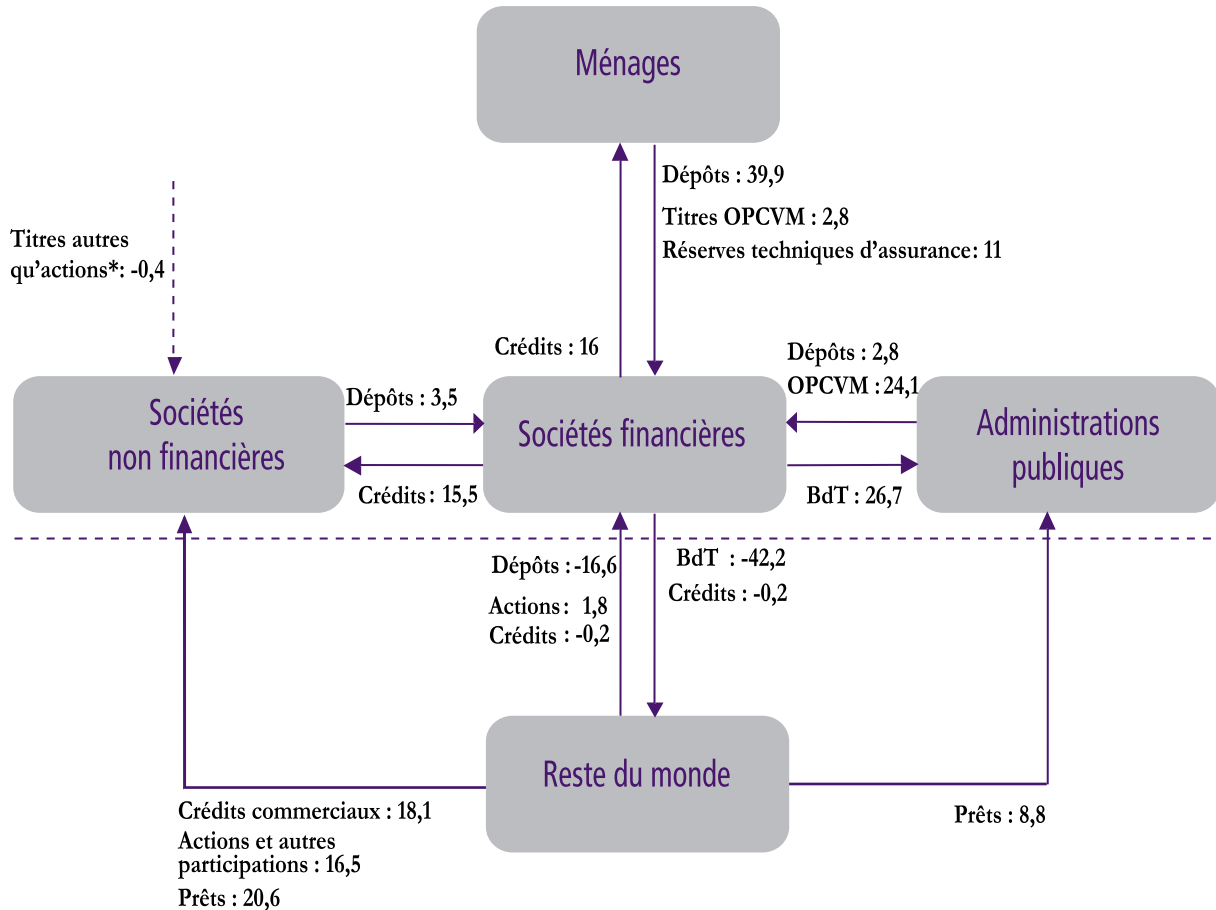 Ménages
Dépôts : 39,9
Titres OPCVM : 2,8
Réserves techniques d'assurance: 11
Titres autres
qu'actions*: -0,4
Crédits : 16
Dépôts : 2,8
OPCVM : 24,1
Sociétés
non financières
Dépôts : 3,5
Crédits : 15,5
Sociétés financières
BdT : 26,7
Administrations
publiques
Dépôts : -16,6
Actions : 1,8
Crédits : -0,2
BdT : -42,2
Crédits : -0,2
Reste du monde
Crédits commerciaux : 18,1
Actions et autres
participations : 16,5
Prêts : 20,6
Prêts : 8,8